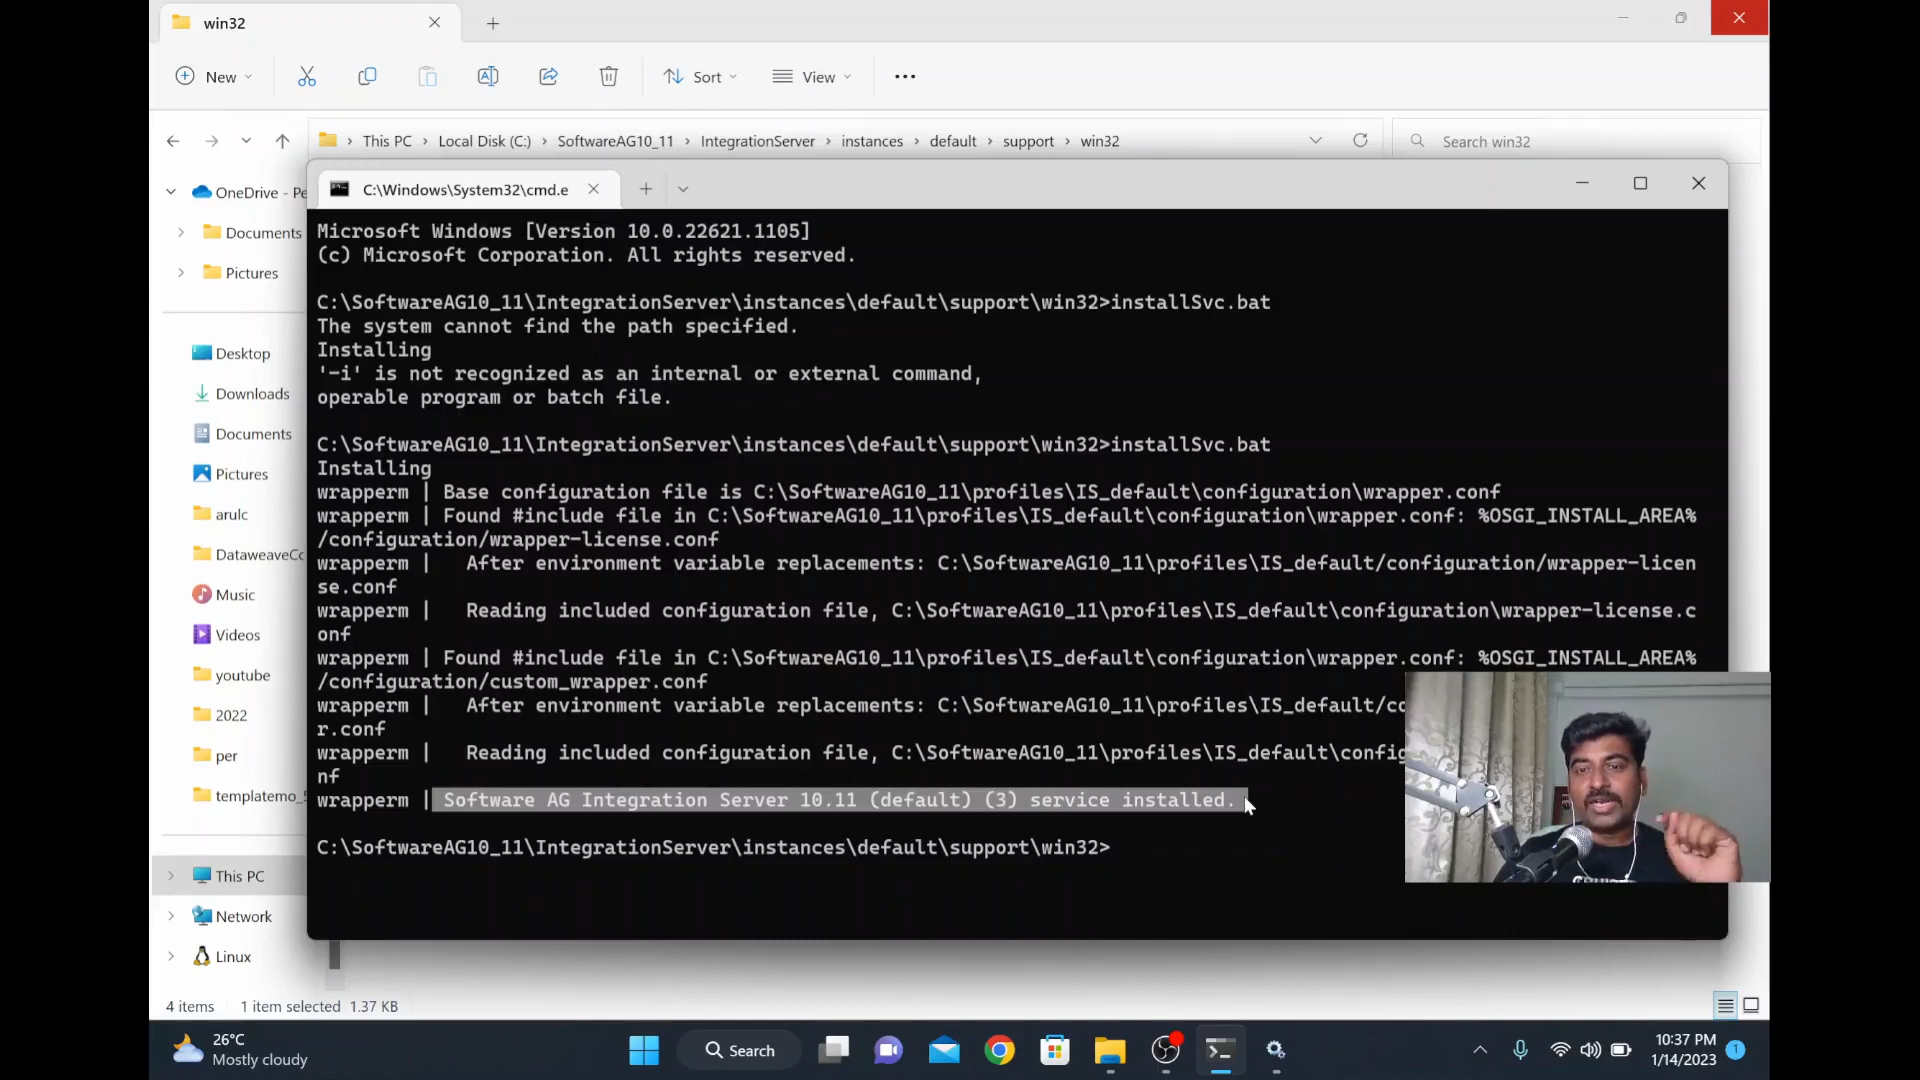 win32
New
Sort
View
This PC
Local Disk (C:)
SoftwareAG10_11
IntegrationServer
instances
default
support
win32
Search win32
OneDrive - Pe
Documents
Pictures
Desktop
Downloads
Documents
Pictures
arulc
DataweaveCo
Music
Videos
youtube
2022
per
templatemo_5
This PC
Network
Linux
C:\Windows\System32\cmd.e
Microsoft Windows [Version 10.0.22621.1105]
(c) Microsoft Corporation. All rights reserved.
C:\SoftwareAG10_11\IntegrationServer\instances\default\support\win32>installSvc.bat
The system cannot find the path specified.
Installing
'-i' is not recognized as an internal or external command,
operable program or batch file.
C:\SoftwareAG10_11\IntegrationServer\instances\default\support\win32>installSvc.bat
Installing
wrapperm | Base configuration file is C:\SoftwareAG10_11\profiles\IS_default\configuration\wrapper.conf
wrapperm | Found #include file in C:\SoftwareAG10_11\profiles\IS_default\configuration\wrapper.conf: %OSGI_INSTALL_AREA%
/configuration/wrapper-license.conf
wrapperm |   After environment variable replacements: C:\SoftwareAG10_11\profiles\IS_default/configuration/wrapper-licen
se.conf
wrapperm |   Reading included configuration file, C:\SoftwareAG10_11\profiles\IS_default\configuration\wrapper-license.c
onf
wrapperm | Found #include file in C:\SoftwareAG10_11\profiles\IS_default\configuration\wrapper.conf: %OSGI_INSTALL_AREA%
/configuration/custom_wrapper.conf
wrapperm |   After environment variable replacements: C:\SoftwareAG10_11\profiles\IS_default/co
r.conf
wrapperm |   Reading included configuration file, C:\SoftwareAG10_11\profiles\IS_default\config
nf
wrapperm | Software AG Integration Server 10.11 (default) (3) service installed.
C:\SoftwareAG10_11\IntegrationServer\instances\default\support\win32>
4 items
1 item selected 1.37 KB
26°C
Mostly cloudy
Search
10:37 PM
1/14/2023
1